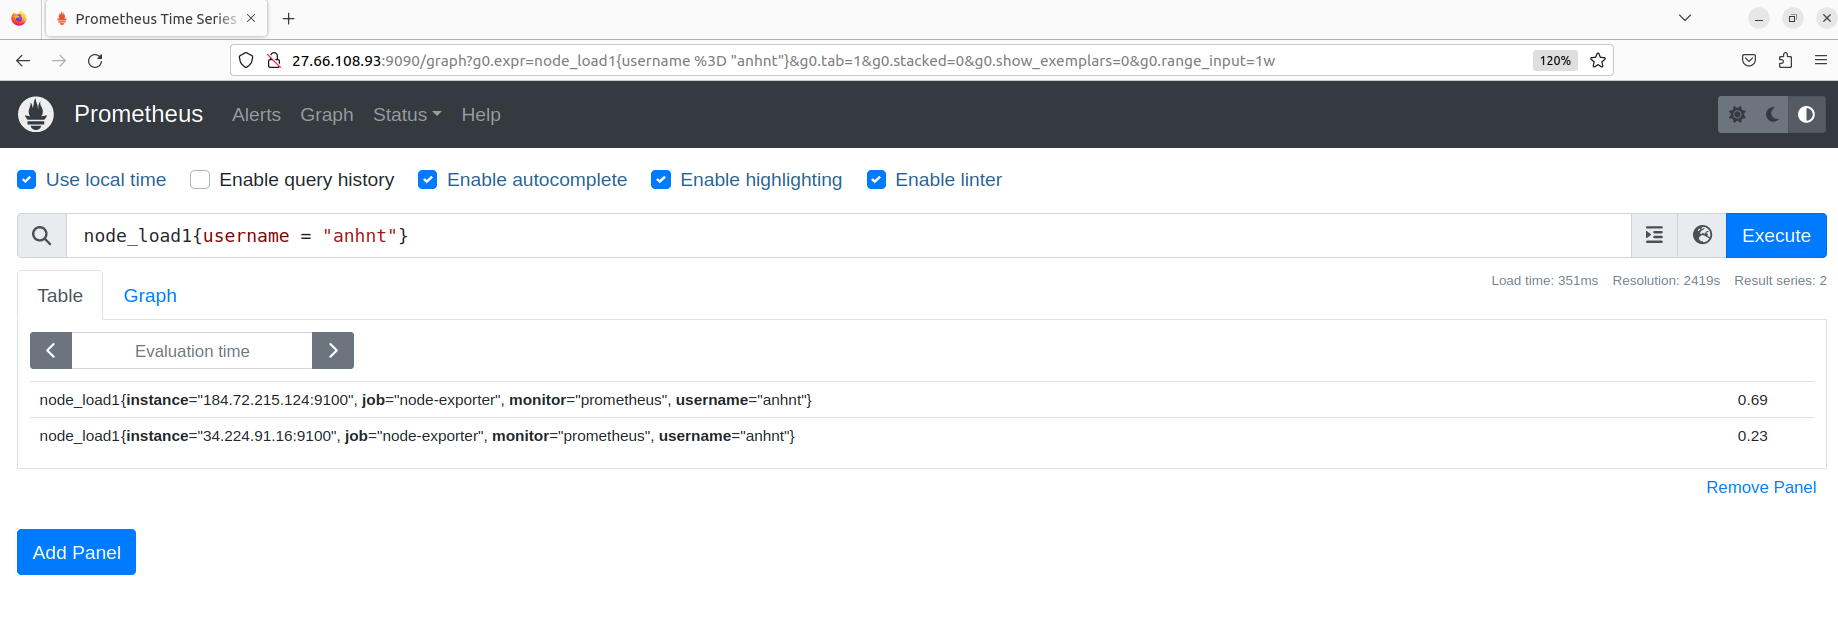 Prometheus Time Series
27.66.108.93:9090/graph?g0.expr=node_load1{username %3D "anhnt"}&g0.tab=1&g0.stacked=0&g0.show_exemplars=0&g0.range_input=1w 120%
Prometheus Alerts Graph Status Help
Use local time Enable query history Enable autocomplete Enable highlighting Enable linter
node_load1{username = "anhnt"} Execute
Table Graph Load time: 351ms Resolution: 2419s Result series: 2
Evaluation time
node_load1{instance="184.72.215.124:9100", job="node-exporter", monitor="prometheus", username="anhnt"} 0.69
node_load1{instance="34.224.91.16:9100", job="node-exporter", monitor="prometheus", username="anhnt"} 0.23
Remove Panel
Add Panel